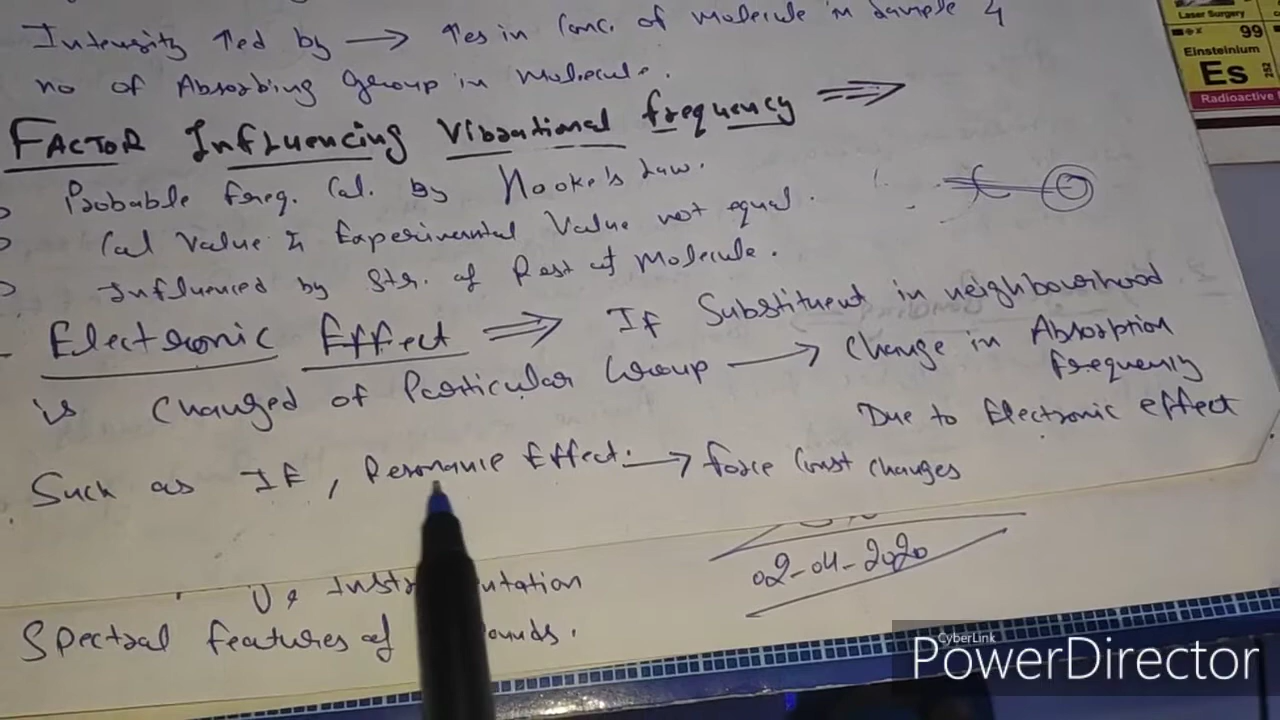 Intensity ↑ed by → ↑es in Conc. of molecule in Sample &
no of Absorbing Group in Molecule.
FACTOR Influencing Vibrational frequency ⇒
Probable freq. Cal. by Hooke's Law.
Cal Value & Experimental Value not equal.
Influenced by Str. of Rest of Molecule.
Electronic Effect ⇒ If Substituent in neighbourhood
is Changed of Particular Group → Change in Absorption
frequency
Due to Electronic effect
Such as IE, Resonance Effect. → force Const Changes
02-04-2020
Spectral features of
Laser Surgery
99
Einsteinium
Es
Radioactive
CyberLink
PowerDirector